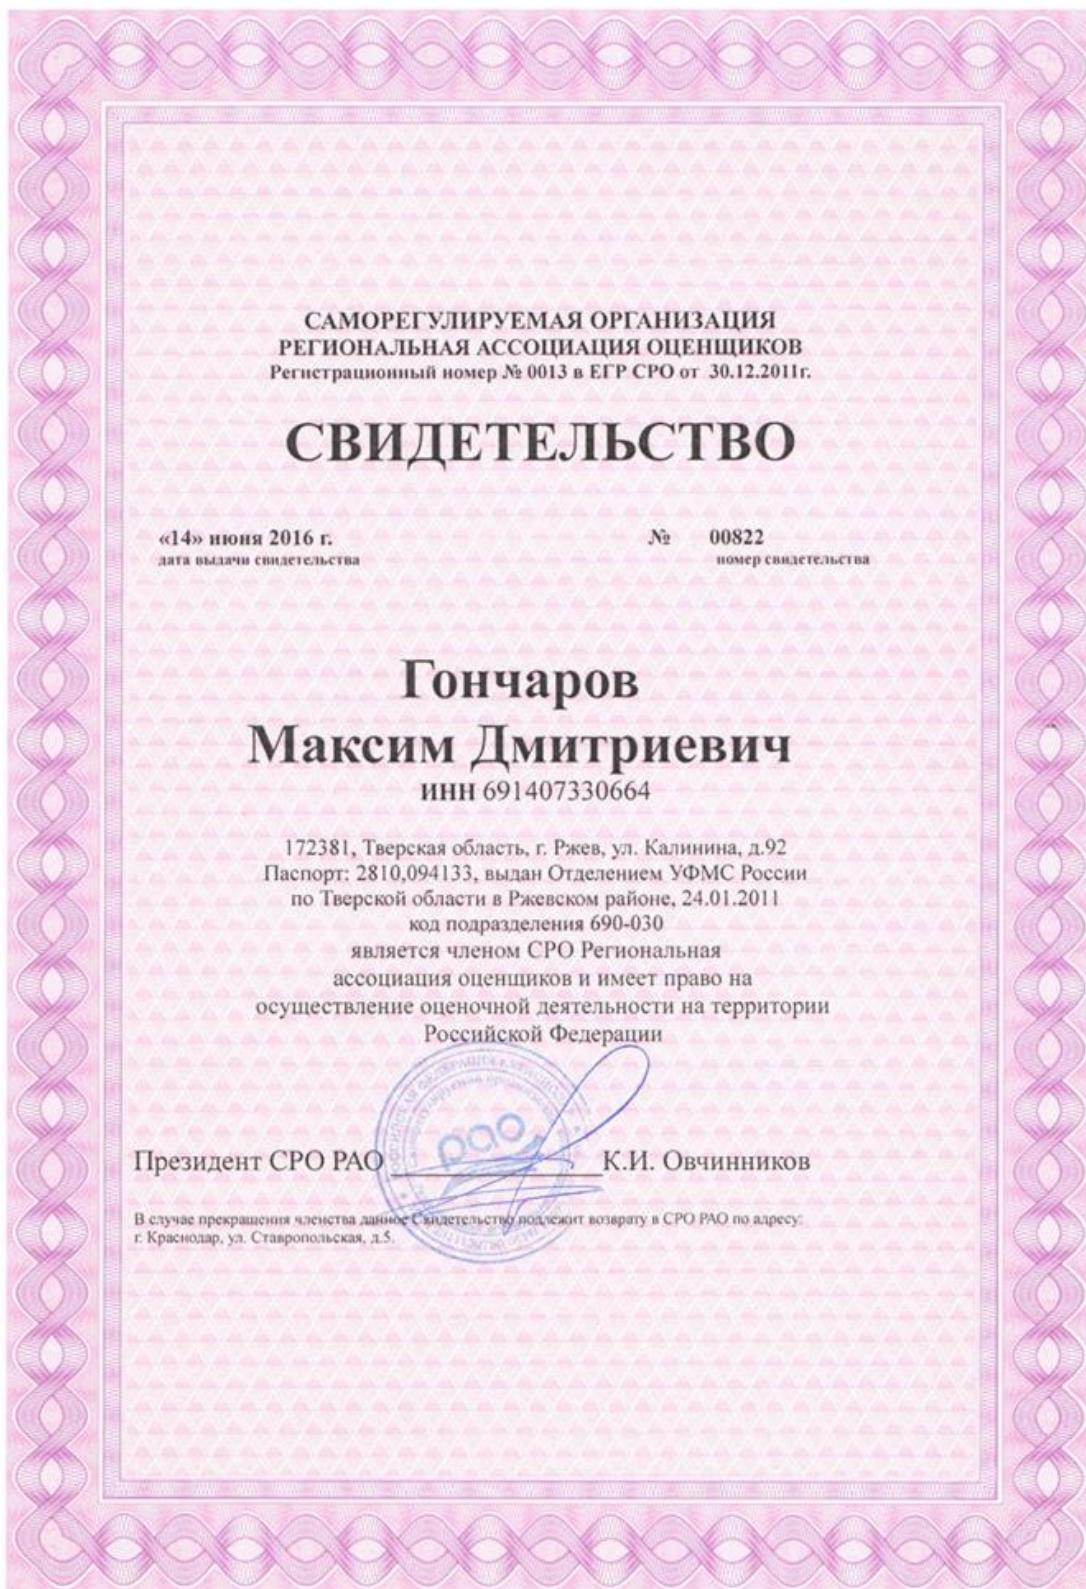 САМОРЕГУЛИРУЕМАЯ ОРГАНИЗАЦИЯ
РЕГИОНАЛЬНАЯ АССОЦИАЦИЯ ОЦЕНЩИКОВ
Регистрационный номер № 0013 в ЕГР СРО от 30.12.2011г.
СВИДЕТЕЛЬСТВО
«14» июня 2016 г. № 00822
дата выдачи свидетельства номер свидетельства
Гончаров
Максим Дмитриевич
ИНН 691407330664
172381, Тверская область, г. Ржев, ул. Калинина, д.92
Паспорт: 2810,094133, выдан Отделением УФМС России
по Тверской области в Ржевском районе, 24.01.2011
код подразделения 690-030
является членом СРО Региональная
ассоциация оценщиков и имеет право на
осуществление оценочной деятельности на территории
Российской Федерации
рао
Президент СРО РАО К.И. Овчинников
В случае прекращения членства данное Свидетельство подлежит возврату в СРО РАО по адресу:
г. Краснодар, ул. Ставропольская, д.5.